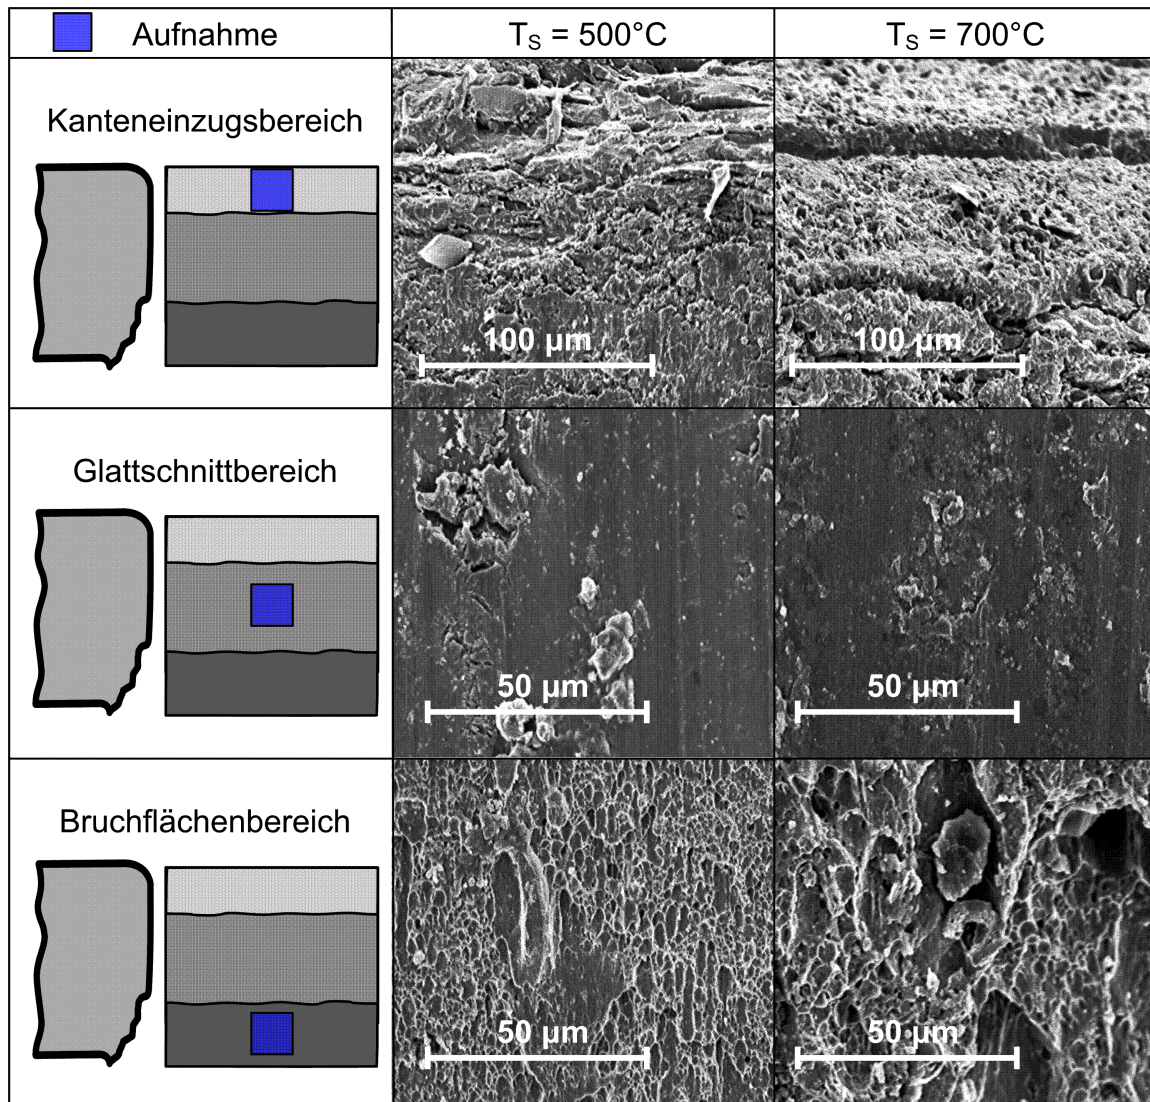 Aufnahme
T_S = 500°C
T_S = 700°C
Kanteneinzugsbereich
100 µm
100 µm
Glattschnittbereich
50 µm
50 µm
Bruchflächenbereich
50 µm
50 µm